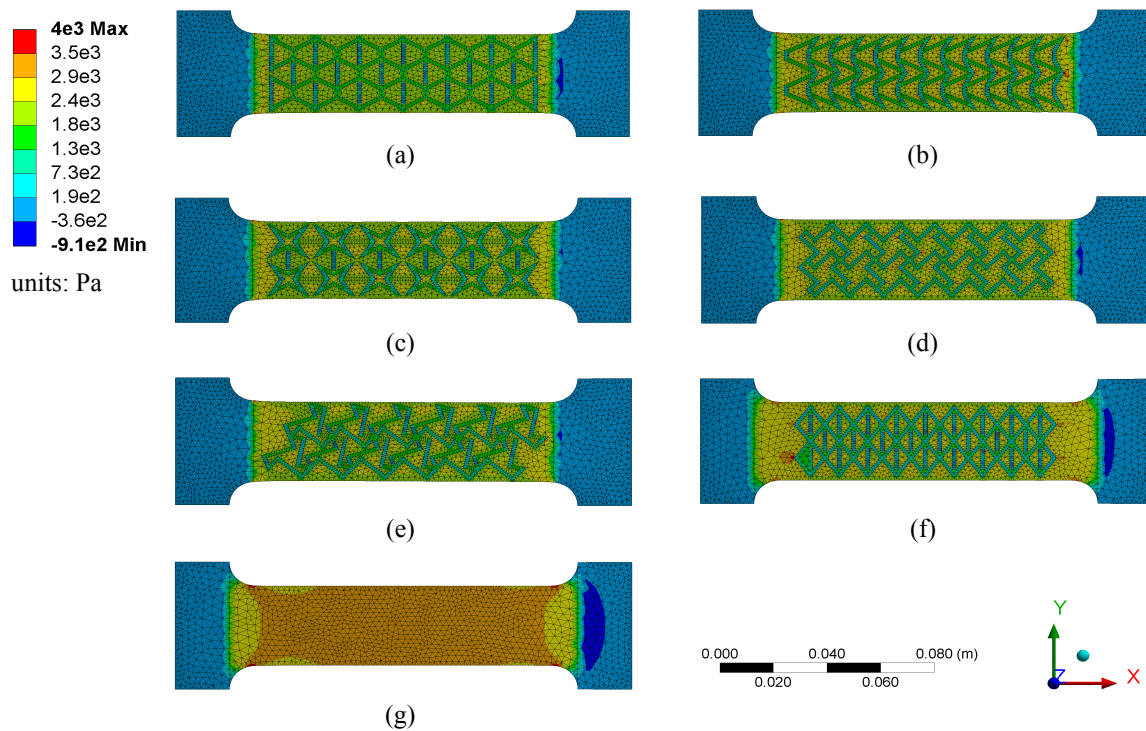 4e3 Max
3.5e3
2.9e3
2.4e3
1.8e3
1.3e3
7.3e2
1.9e2
-3.6e2
-9.1e2 Min
units: Pa
(a)
(b)
(c)
(d)
(e)
(f)
(g)
0.000 0.040 0.080 (m)
0.020 0.060
Y
Z
X